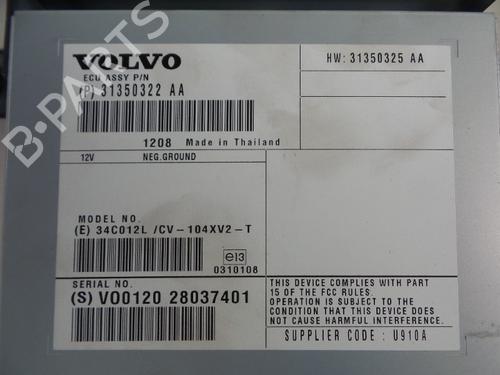 VOLVO
ECU ASSY P/N
(P) 31350322 AA
HW: 31350325 AA
1208 Made in Thailand
12V NEG.GROUND
MODEL NO.
(E) 34C012L /CV-104XV2-T
e13
0310108
SERIAL NO.
(S) VO0120 28037401
THIS DEVICE COMPLIES WITH PART
15 OF THE FCC RULES.
OPERATION IS SUBJECT TO THE
CONDITION THAT THIS DEVICE DOES
NOT CAUSE HARMFUL INTERFERENCE.
SUPPLIER CODE : U910A
B-PARTS